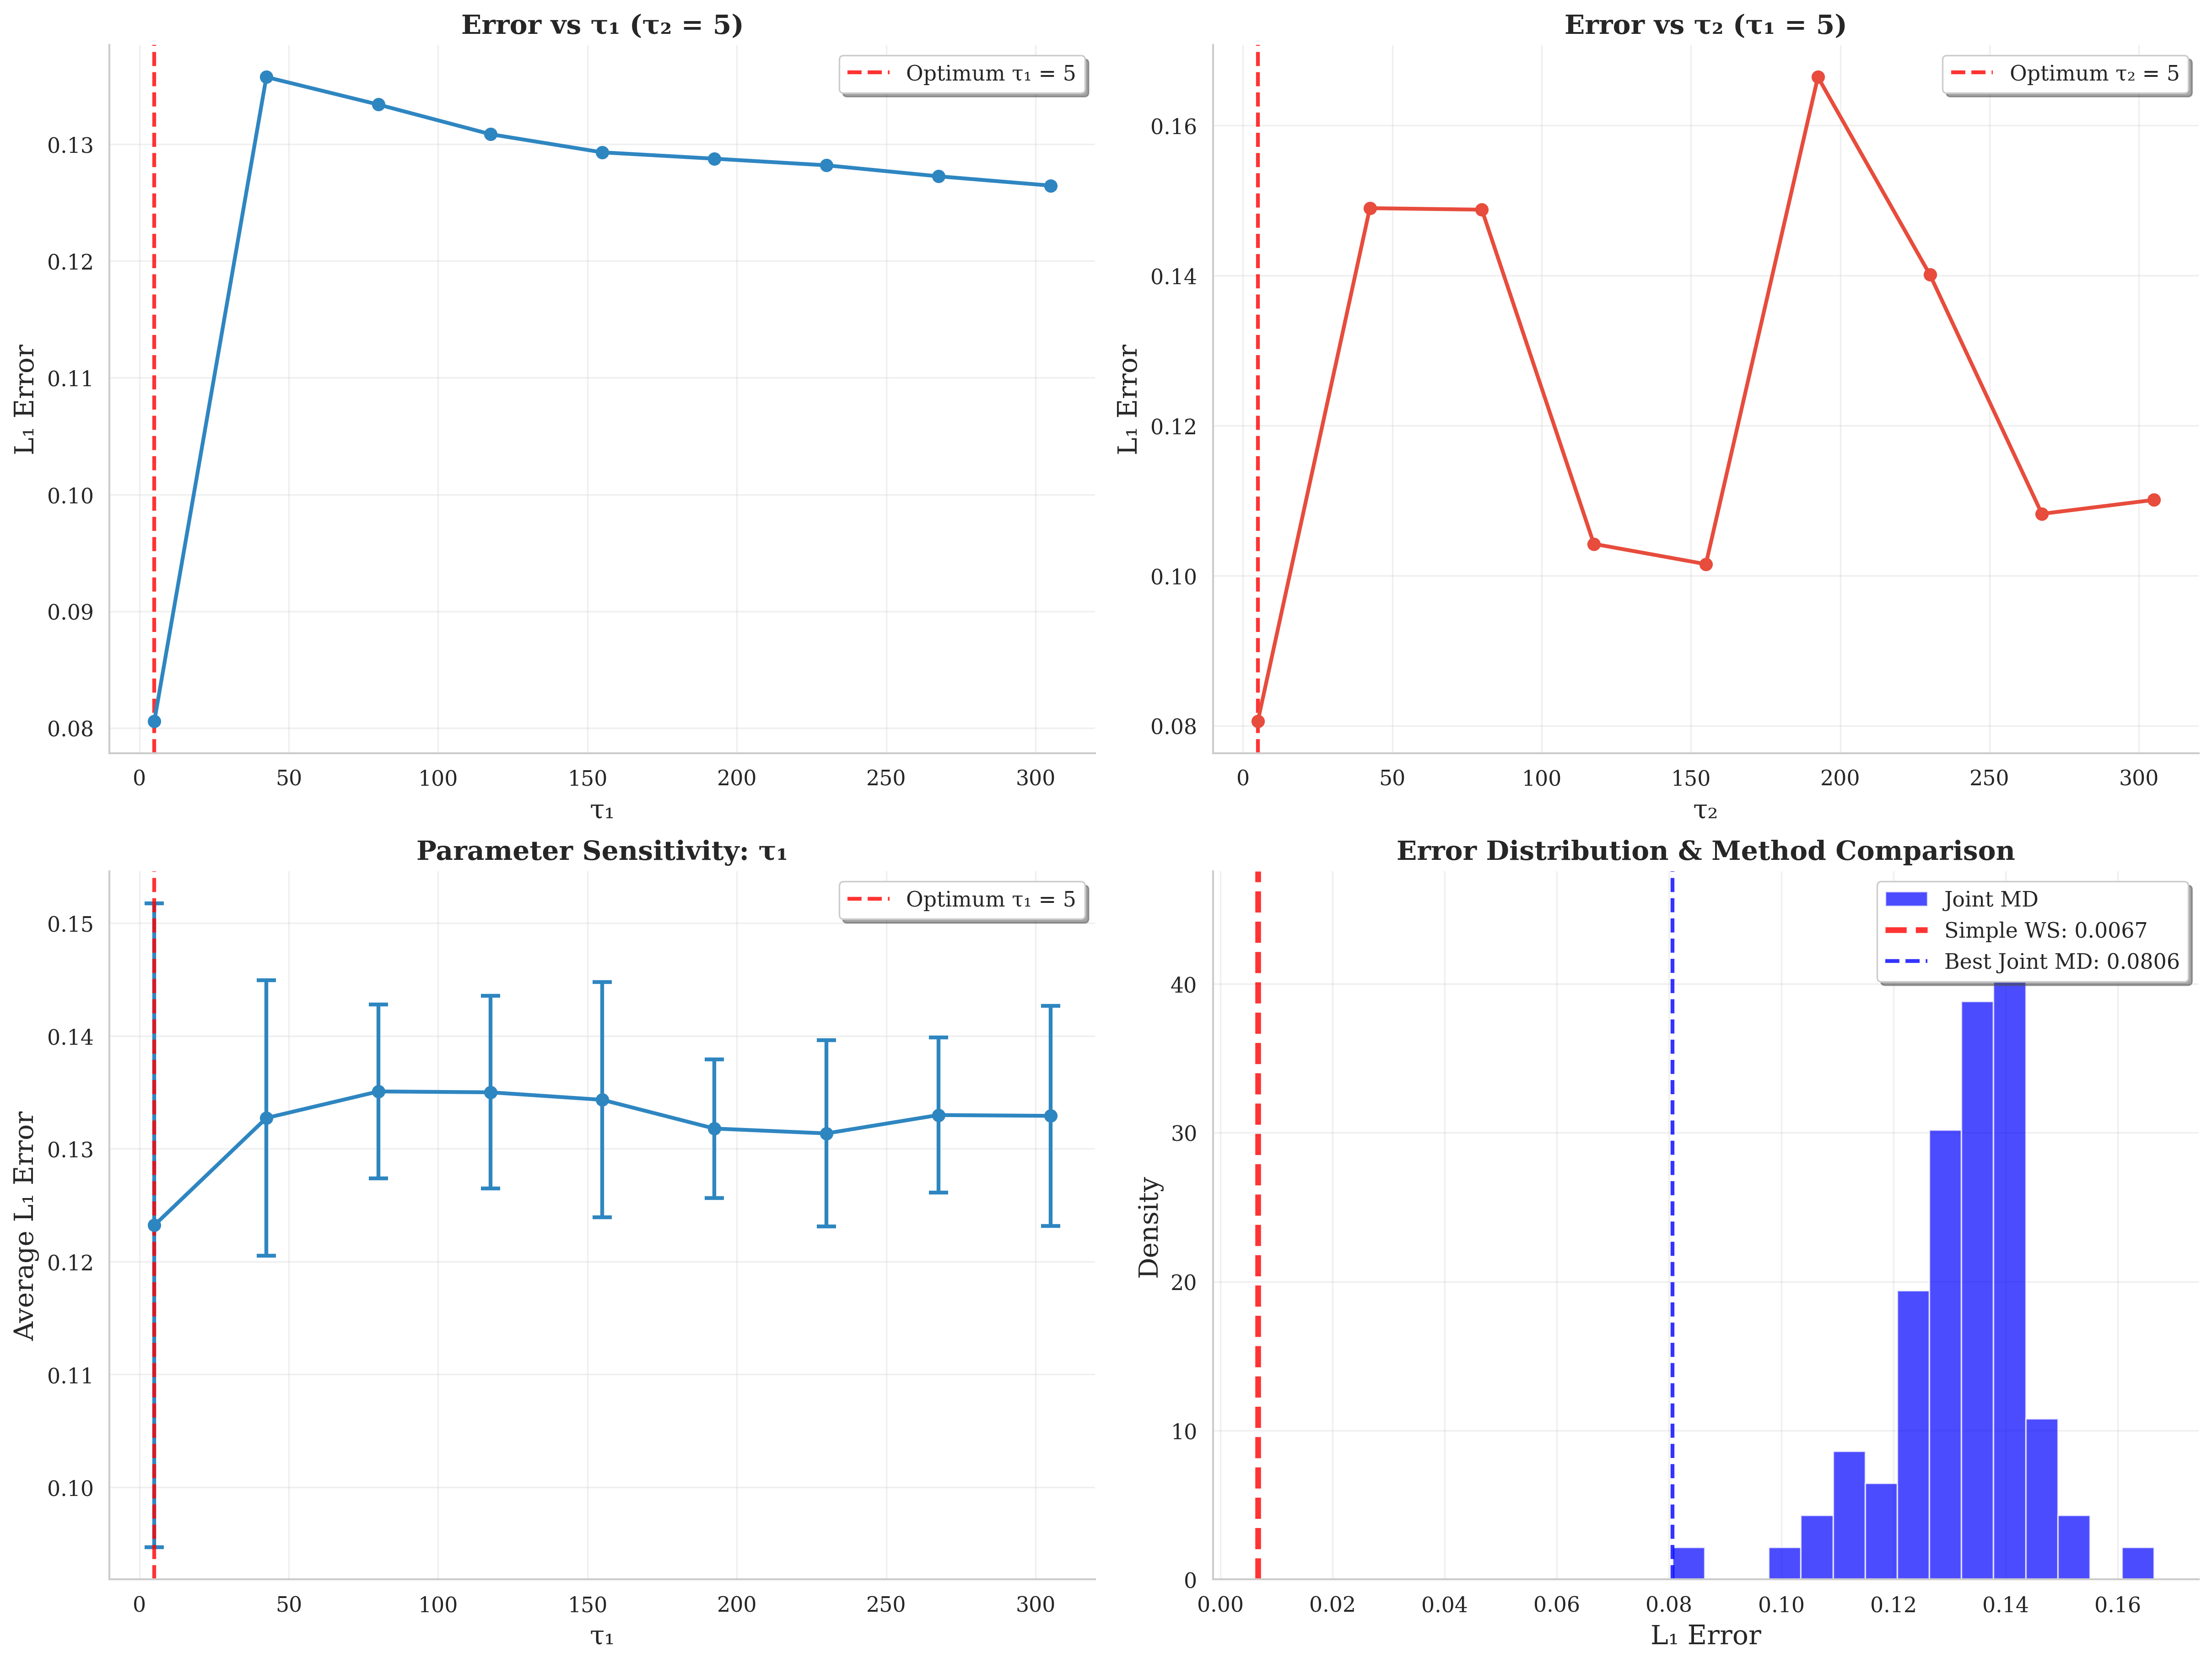 Error vs τ₁ (τ₂ = 5)
Optimum τ₁ = 5
L₁ Error
0.13
0.12
0.11
0.10
0.09
0.08
0 50 100 150 200 250 300
τ₁
Error vs τ₂ (τ₁ = 5)
Optimum τ₂ = 5
L₁ Error
0.16
0.14
0.12
0.10
0.08
0 50 100 150 200 250 300
τ₂
Parameter Sensitivity: τ₁
Optimum τ₁ = 5
Average L₁ Error
0.15
0.14
0.13
0.12
0.11
0.10
0 50 100 150 200 250 300
τ₁
Error Distribution & Method Comparison
Joint MD
Simple WS: 0.0067
Best Joint MD: 0.0806
Density
40
30
20
10
0
0.00 0.02 0.04 0.06 0.08 0.10 0.12 0.14 0.16
L₁ Error